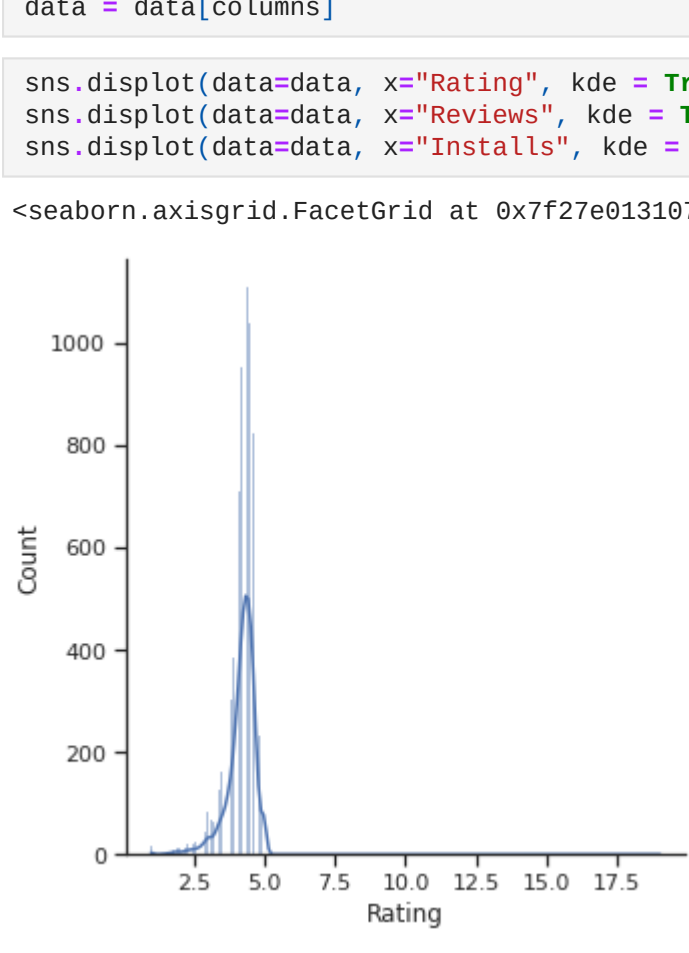 data = data[columns]
sns.displot(data=data, x="Rating", kde = Tr
sns.displot(data=data, x="Reviews", kde = T
sns.displot(data=data, x="Installs", kde =
<seaborn.axisgrid.FacetGrid at 0x7f27e013107
1000
800
600
400
200
0
Count
2.5 5.0 7.5 10.0 12.5 15.0 17.5
Rating